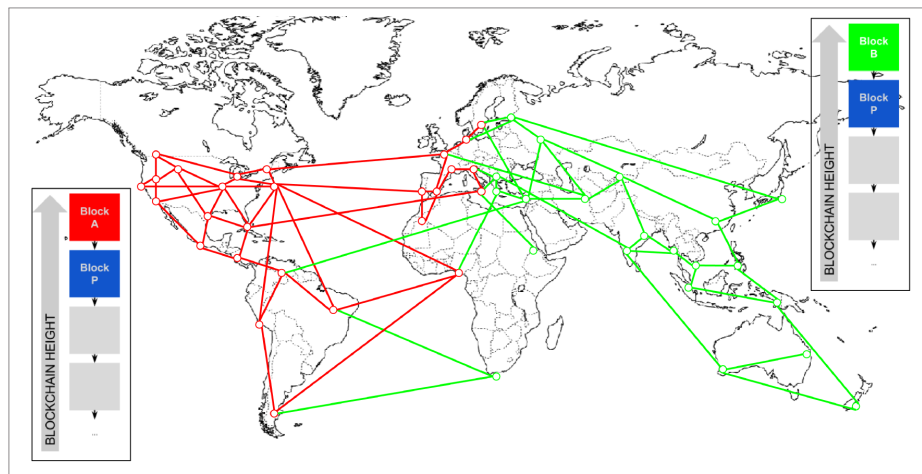 Block
A
Block
P
...
BLOCKCHAIN HEIGHT
Block
B
Block
P
...
BLOCKCHAIN HEIGHT